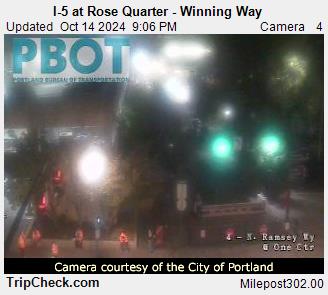 I-5 at Rose Quarter - Winning Way
Updated Oct 14 2024 9:06 PM Camera 4
PBOT
PORTLAND BUREAU OF TRANSPORTATION
4 - N. Ramsey Wy
@ One Ctr
Camera courtesy of the City of Portland
TripCheck.com Milepost302.00